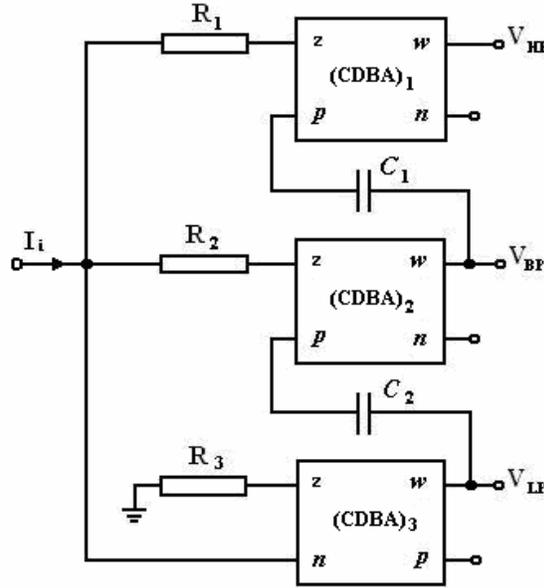 R1
z w VHP
(CDBA)1
p n
C1
Ii
R2
z w VBP
(CDBA)2
p n
C2
R3
z w VLP
(CDBA)3
n p